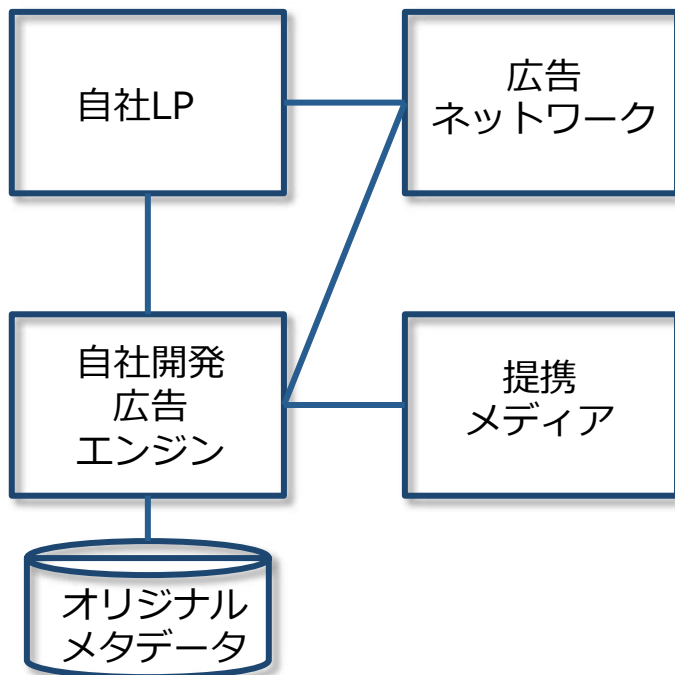 自社LP
広告
ネットワーク
自社開発
広告
エンジン
提携
メディア
オリジナル
メタデータ